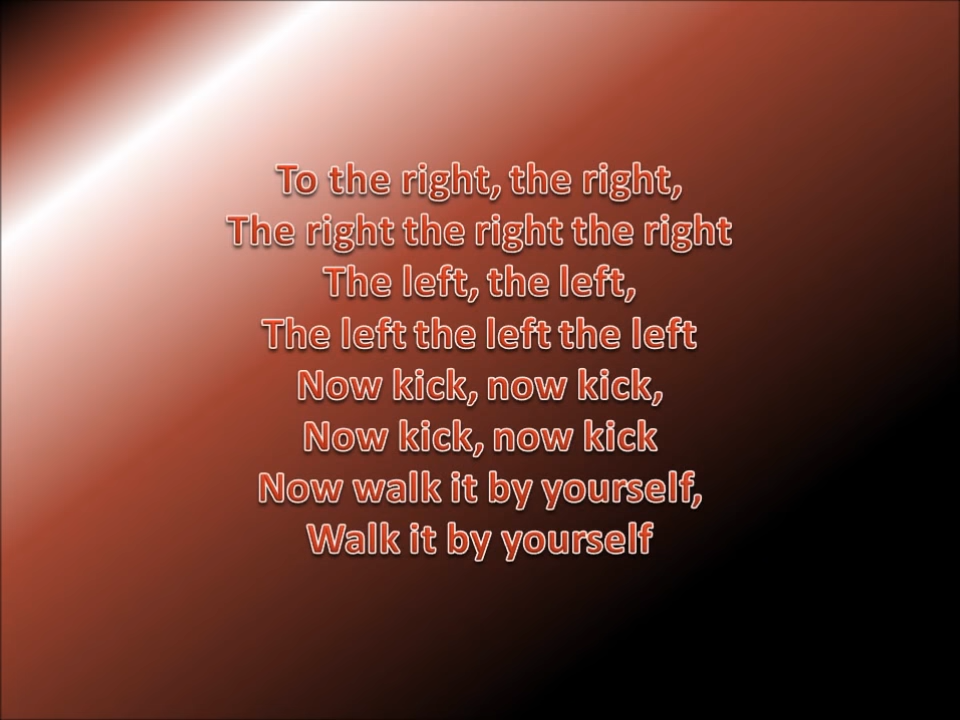 To the right, the right,
The right the right the right
The left, the left,
The left the left the left
Now kick, now kick,
Now kick, now kick
Now walk it by yourself,
Walk it by yourself